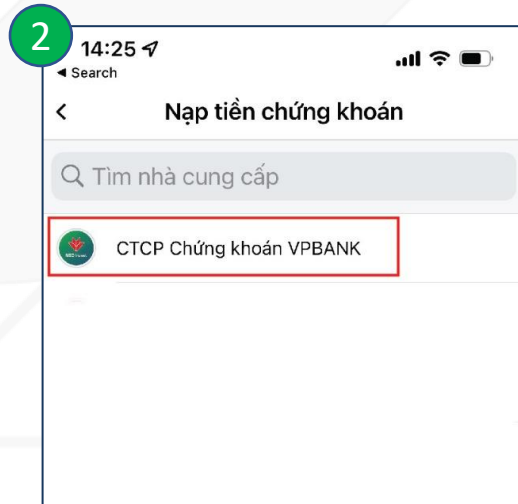 2
14:25
◀ Search
< Nạp tiền chứng khoán
Tìm nhà cung cấp
CTCP Chứng khoán VPBANK